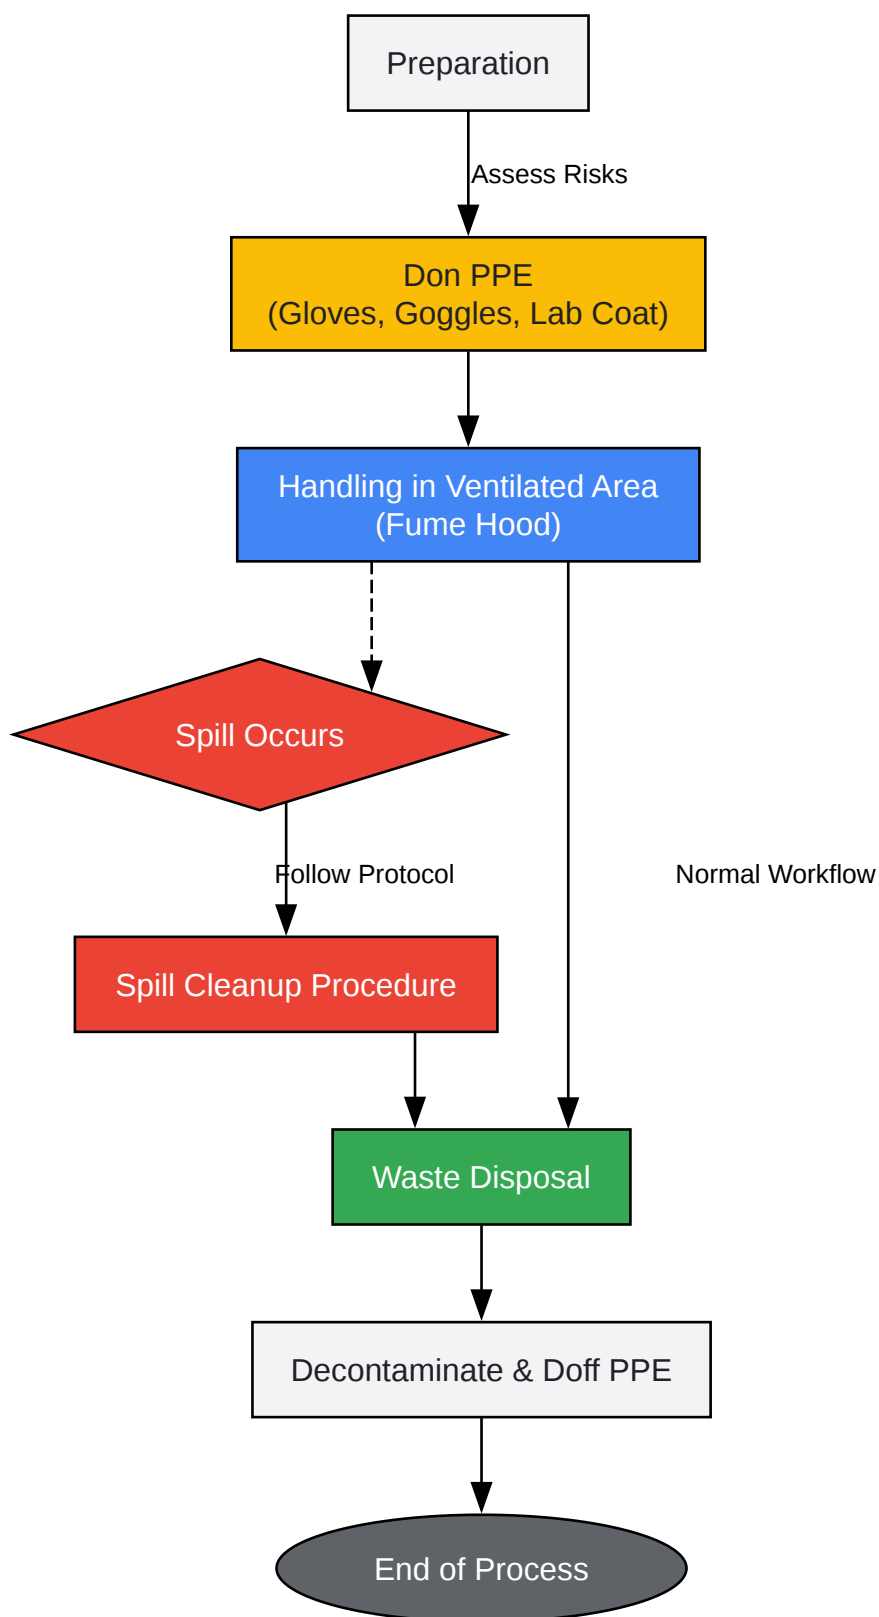 Preparation
Assess Risks
Don PPE
(Gloves, Goggles, Lab Coat)
Handling in Ventilated Area
(Fume Hood)
Spill Occurs
Follow Protocol
Normal Workflow
Spill Cleanup Procedure
Waste Disposal
Decontaminate & Doff PPE
End of Process